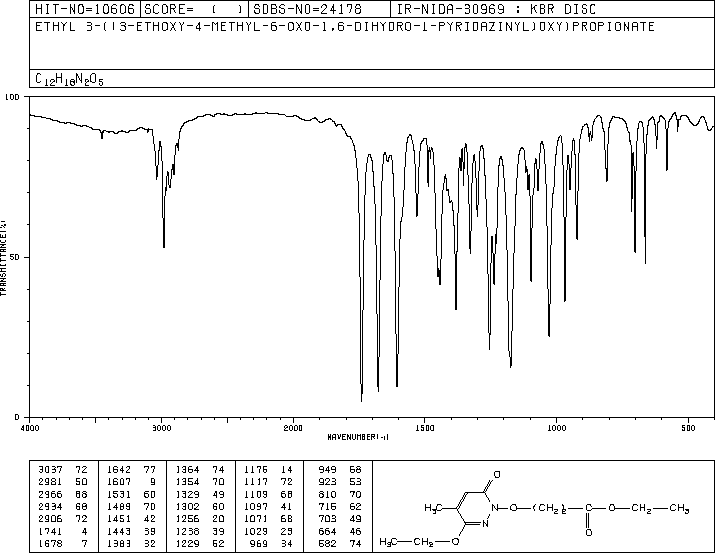 HIT-NO=10606 SCORE= ( ) SDBS-NO=24178 IR-NIDA-30969 : KBR DISC
ETHYL 3-((3-ETHOXY-4-METHYL-6-OXO-1,6-DIHYDRO-1-PYRIDAZINYL)OXY)PROPIONATE
C12H18N2O5
100
50
0
TRANSMITTANCE(%)
4000 3000 2000 1500 1000 500
WAVENUMBER(-1)
3037 72 1642 77 1364 74 1176 14 949 68
2981 50 1607 9 1354 70 1117 72 923 53
2966 68 1531 60 1329 49 1109 68 810 70
2934 68 1489 70 1302 60 1097 41 715 62
2906 72 1451 42 1256 20 1071 68 703 49
1741 4 1443 39 1238 39 1029 23 664 46
1678 7 1383 32 1229 52 969 34 582 74
O
H3C N—O—(CH2)2 O—CH2—CH3
N
O
H3C—CH2 O